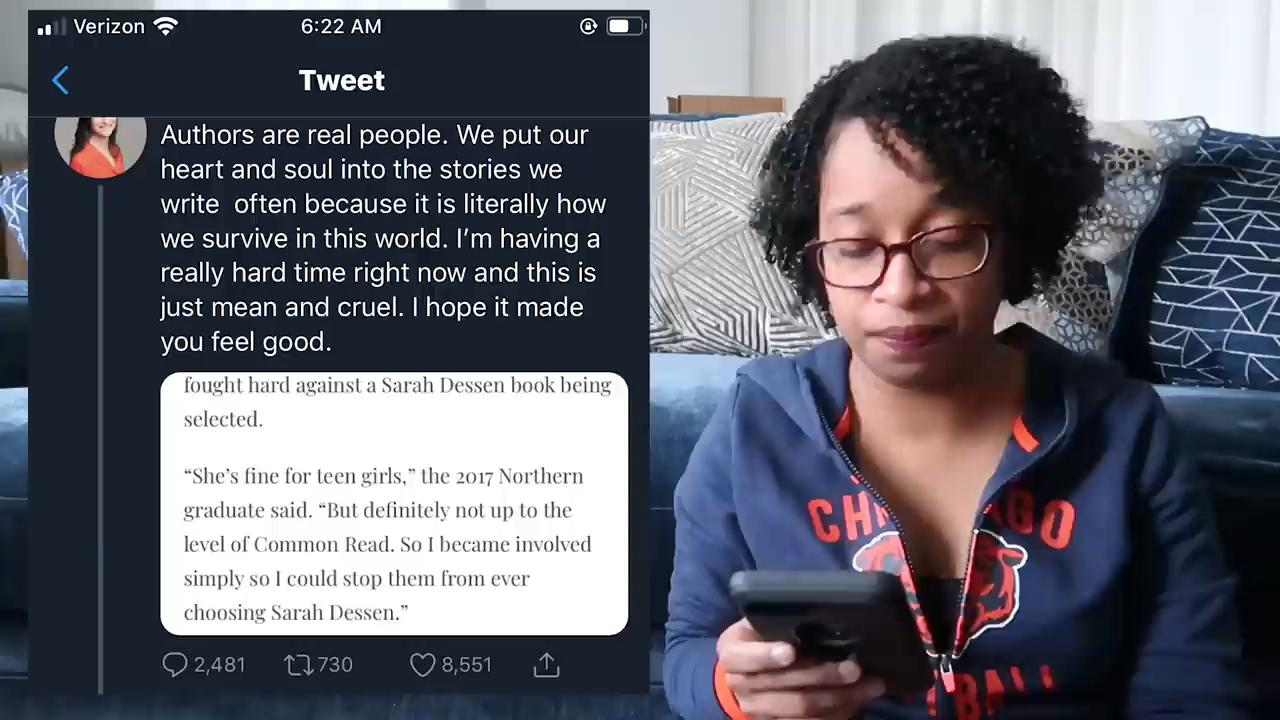 Verizon 6:22 AM
Tweet
Authors are real people. We put our
heart and soul into the stories we
write  often because it is literally how
we survive in this world. I’m having a
really hard time right now and this is
just mean and cruel. I hope it made
you feel good.
fought hard against a Sarah Dessen book being
selected.
“She’s fine for teen girls,” the 2017 Northern
graduate said. “But definitely not up to the
level of Common Read. So I became involved
simply so I could stop them from ever
choosing Sarah Dessen.”
2,481 730 8,551